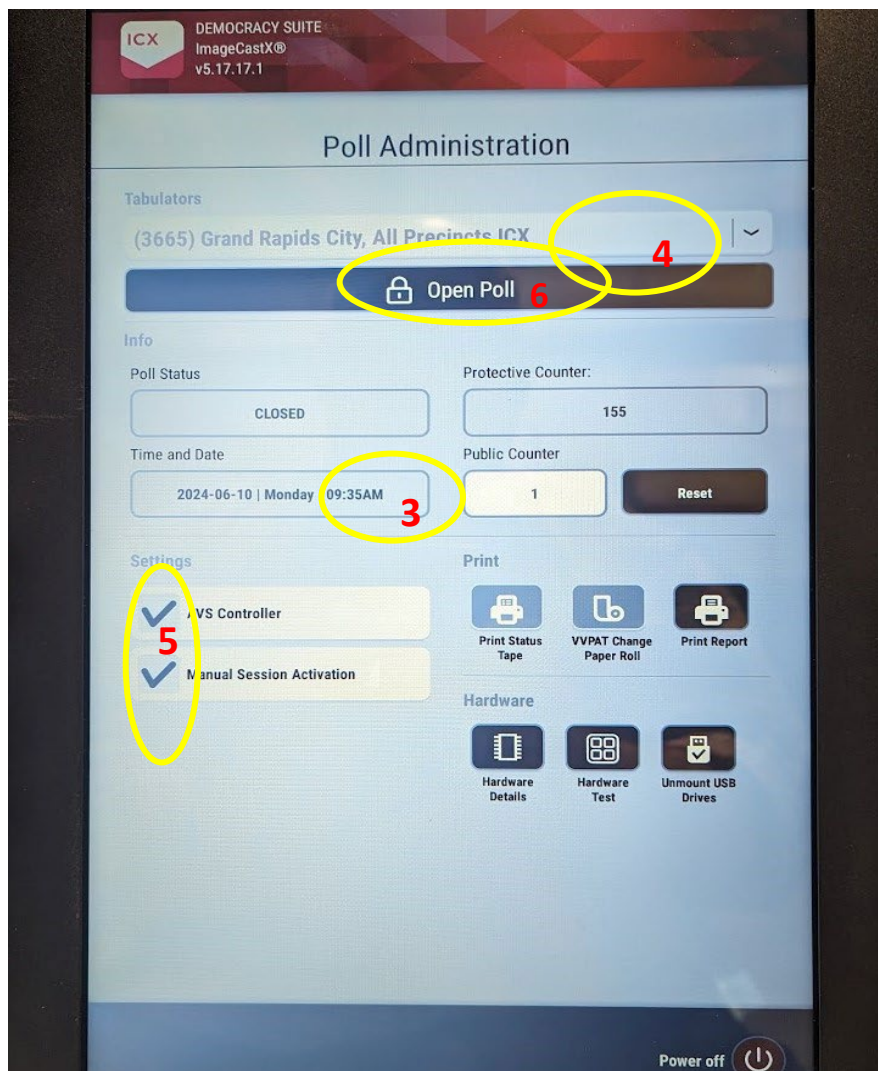 ICX
DEMOCRACY SUITE
ImageCastX®
v5.17.17.1
Poll Administration
Tabulators
(3665) Grand Rapids City, All Precincts ICX
4
Open Poll
6
Info
Poll Status
Protective Counter:
CLOSED
155
Time and Date
Public Counter
2024-06-10 | Monday 09:35AM
3
1
Reset
Settings
Print
AVS Controller
5
Manual Session Activation
Print Status
Tape
VVPAT Change
Paper Roll
Print Report
Hardware
Hardware
Details
Hardware
Test
Unmount USB
Drives
Power off